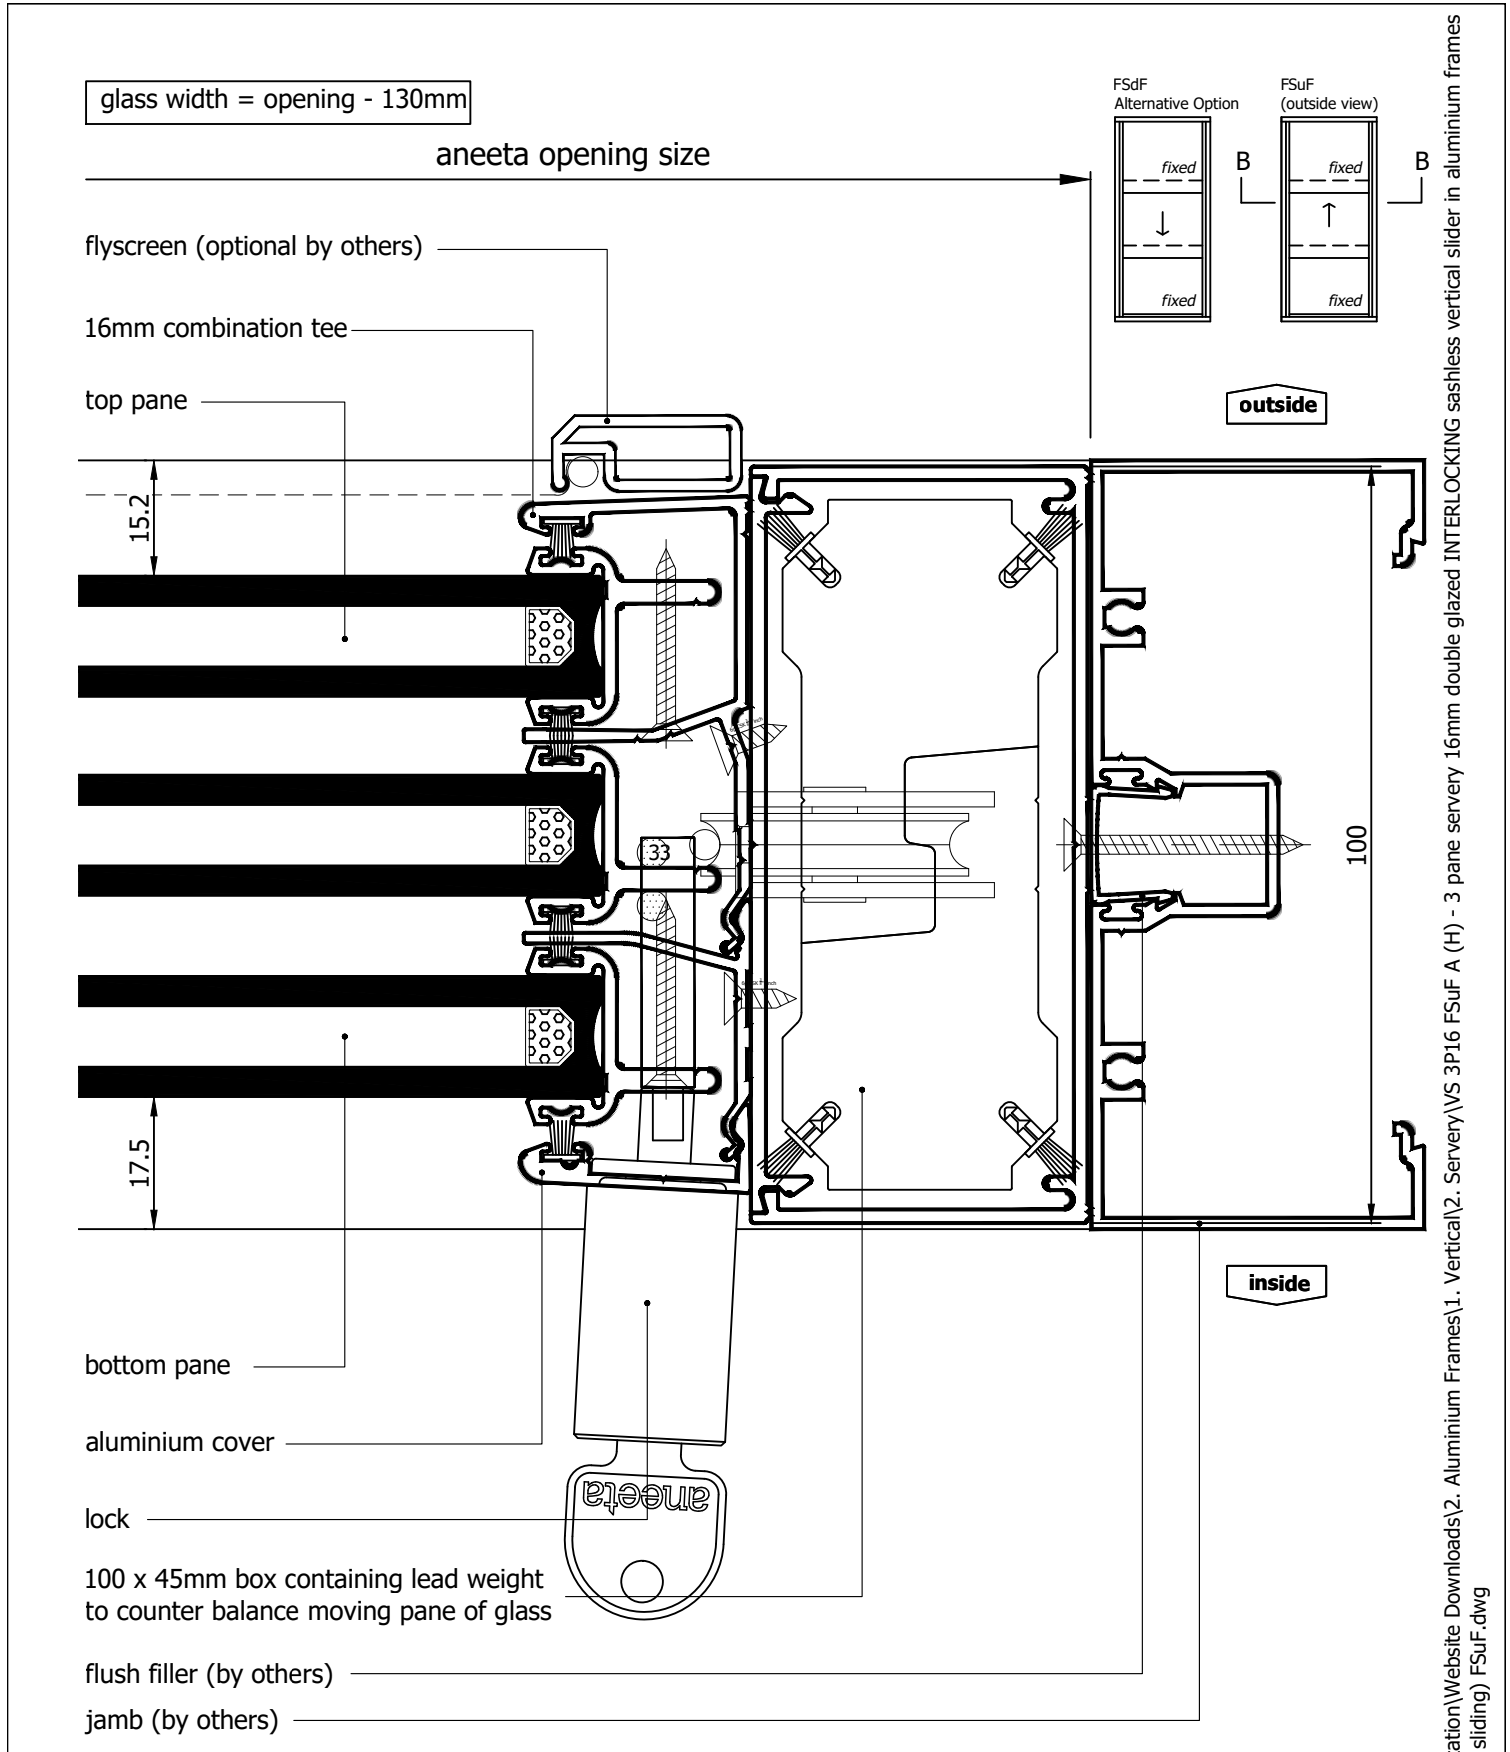 glass width = opening - 130mm
aneeta opening size
FSdF
Alternative Option
FSuF
(outside view)
fixed
fixed
B
B
fixed
fixed
flyscreen (optional by others)
16mm combination tee
top pane
outside
15.2
33
100
17.5
inside
bottom pane
aluminium cover
aneeta
lock
100 x 45mm box containing lead weight
to counter balance moving pane of glass
flush filler (by others)
jamb (by others)
ation\Website Downloads\2. Aluminium Frames\1. Vertical\2. Servery\VS 3P16 FSuF A (H) - 3 pane servery 16mm double glazed INTERLOCKING sashless vertical slider in aluminium frames
sliding) FSuF.dwg